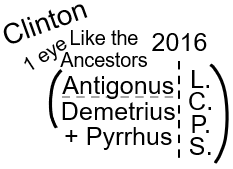 Clinton
1 eye
Like the
Ancestors
2016
Antigonus
Demetrius
+ Pyrrhus
L.
C.
P.
S.